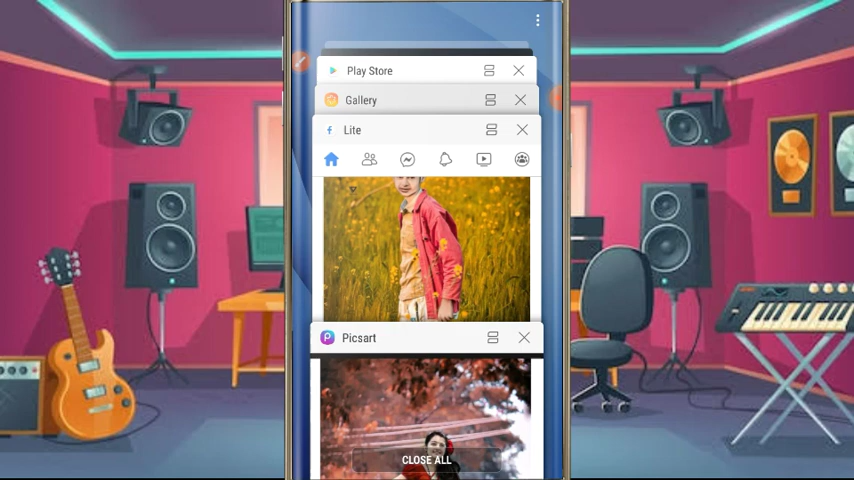 Play Store
Gallery
Lite
Picsart
CLOSE ALL